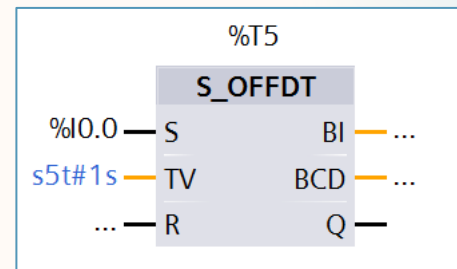 %T5
S_OFFDT
%I0.0 S BI ...
s5t#1s TV BCD ...
... R Q